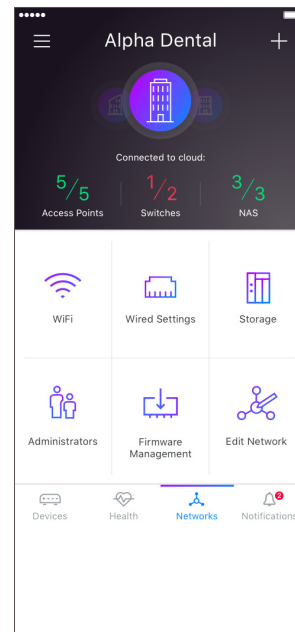 Alpha Dental
Connected to cloud:
5/5
1/2
3/3
Access Points
Switches
NAS
WiFi
Wired Settings
Storage
Administrators
Firmware
Management
Edit Network
2
Devices
Health
Networks
Notifications